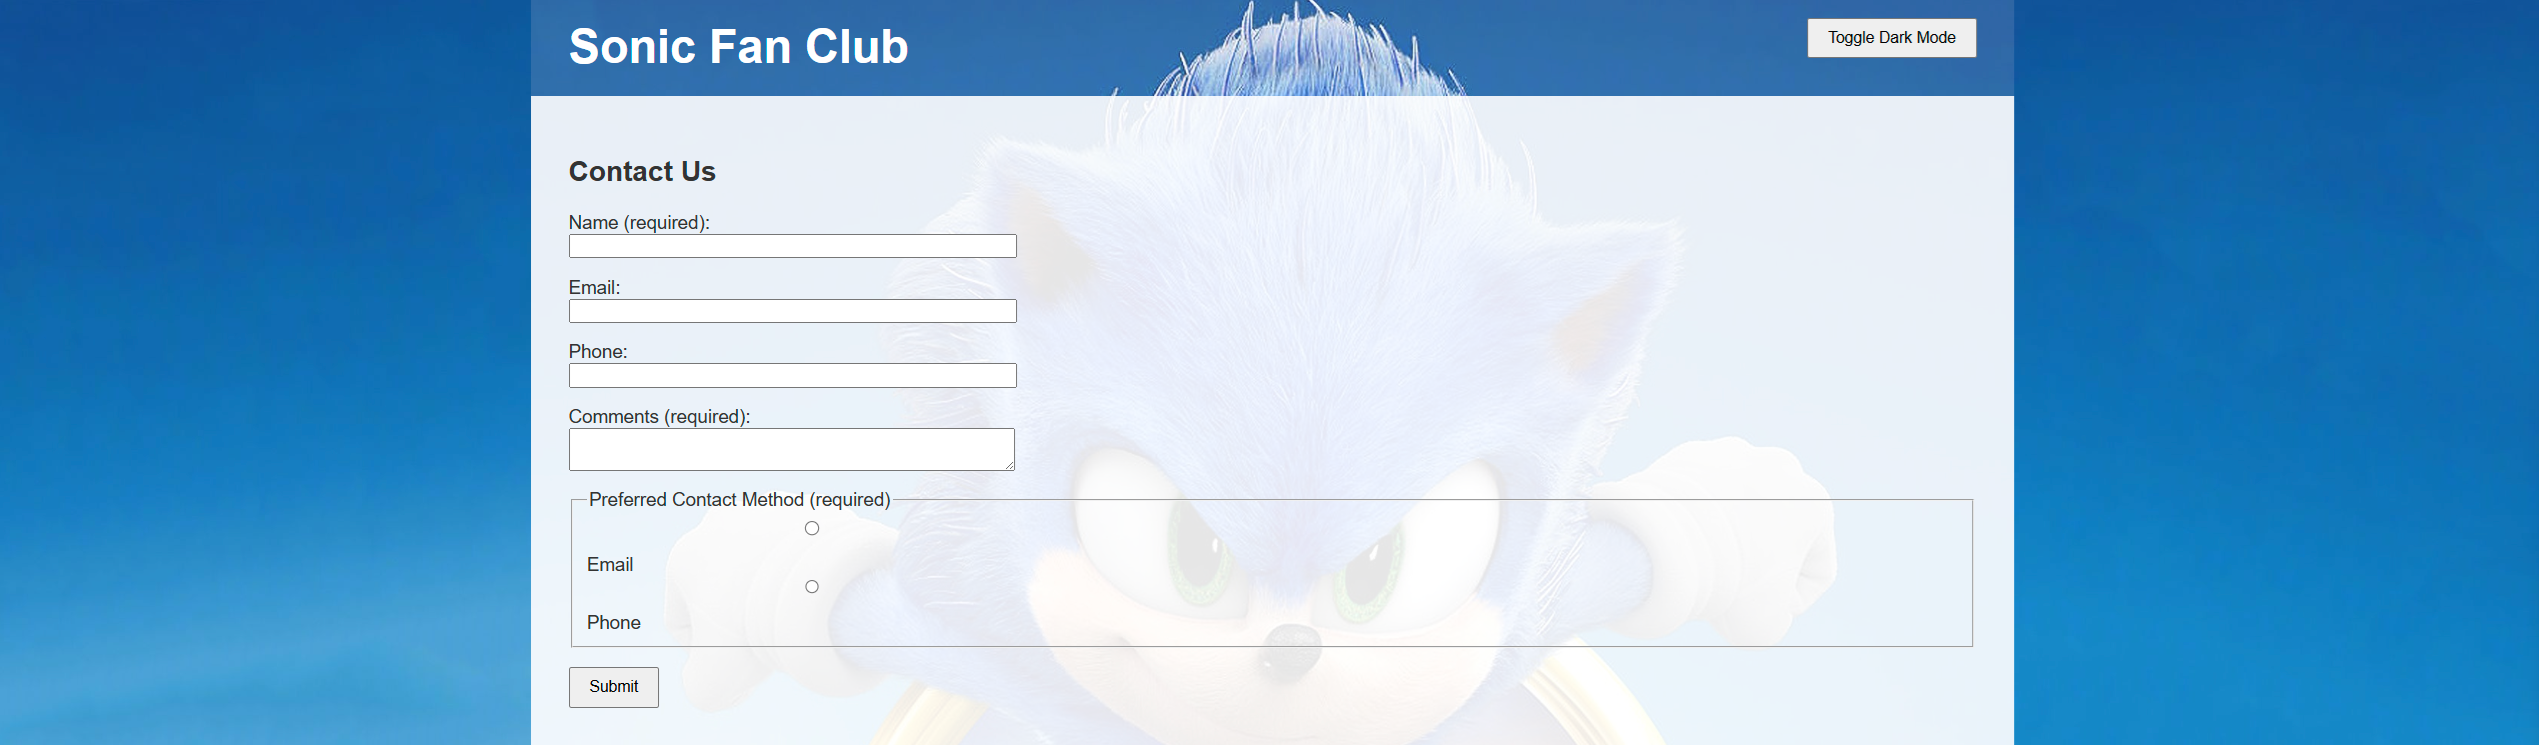 Sonic Fan Club
Toggle Dark Mode
Contact Us
Name (required):
Email:
Phone:
Comments (required):
Preferred Contact Method (required)
Email
Phone
Submit